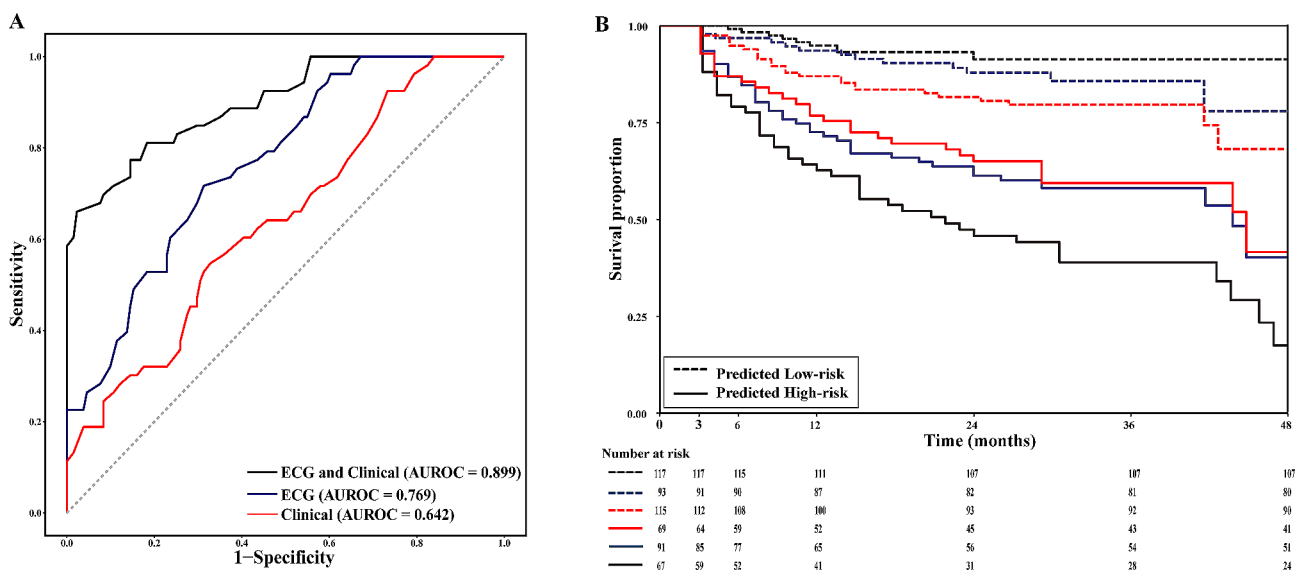 A
Sensitivity
1.0
0.8
0.6
0.4
0.2
0.0
ECG and Clinical (AUROC = 0.899)
ECG (AUROC = 0.769)
Clinical (AUROC = 0.642)
0.0 0.2 0.4 0.6 0.8 1.0
1-Specificity
B
Surival proportion
1.00
0.75
0.50
0.25
0.00
Predicted Low-risk
Predicted High-risk
0 3 6 12 24 36 48
Time (months)
Number at risk
117 117 115 111 107 107 107
93 91 90 87 82 81 80
115 112 108 100 93 92 90
69 64 59 52 45 43 41
91 85 77 65 56 54 51
67 59 52 41 31 28 24